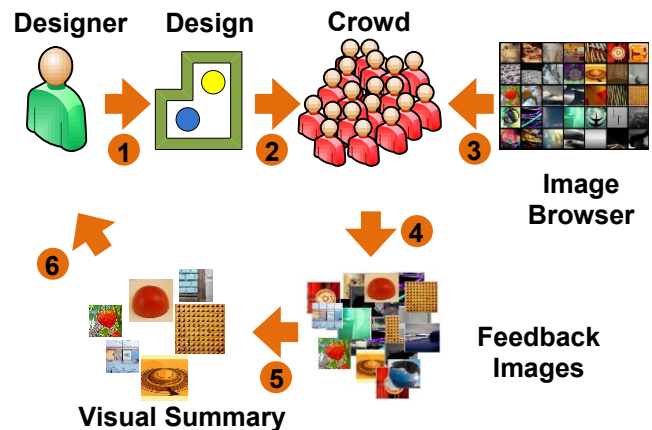 Designer
Design
Crowd
1
2
3
Image
Browser
4
6
Feedback
Images
5
Visual Summary